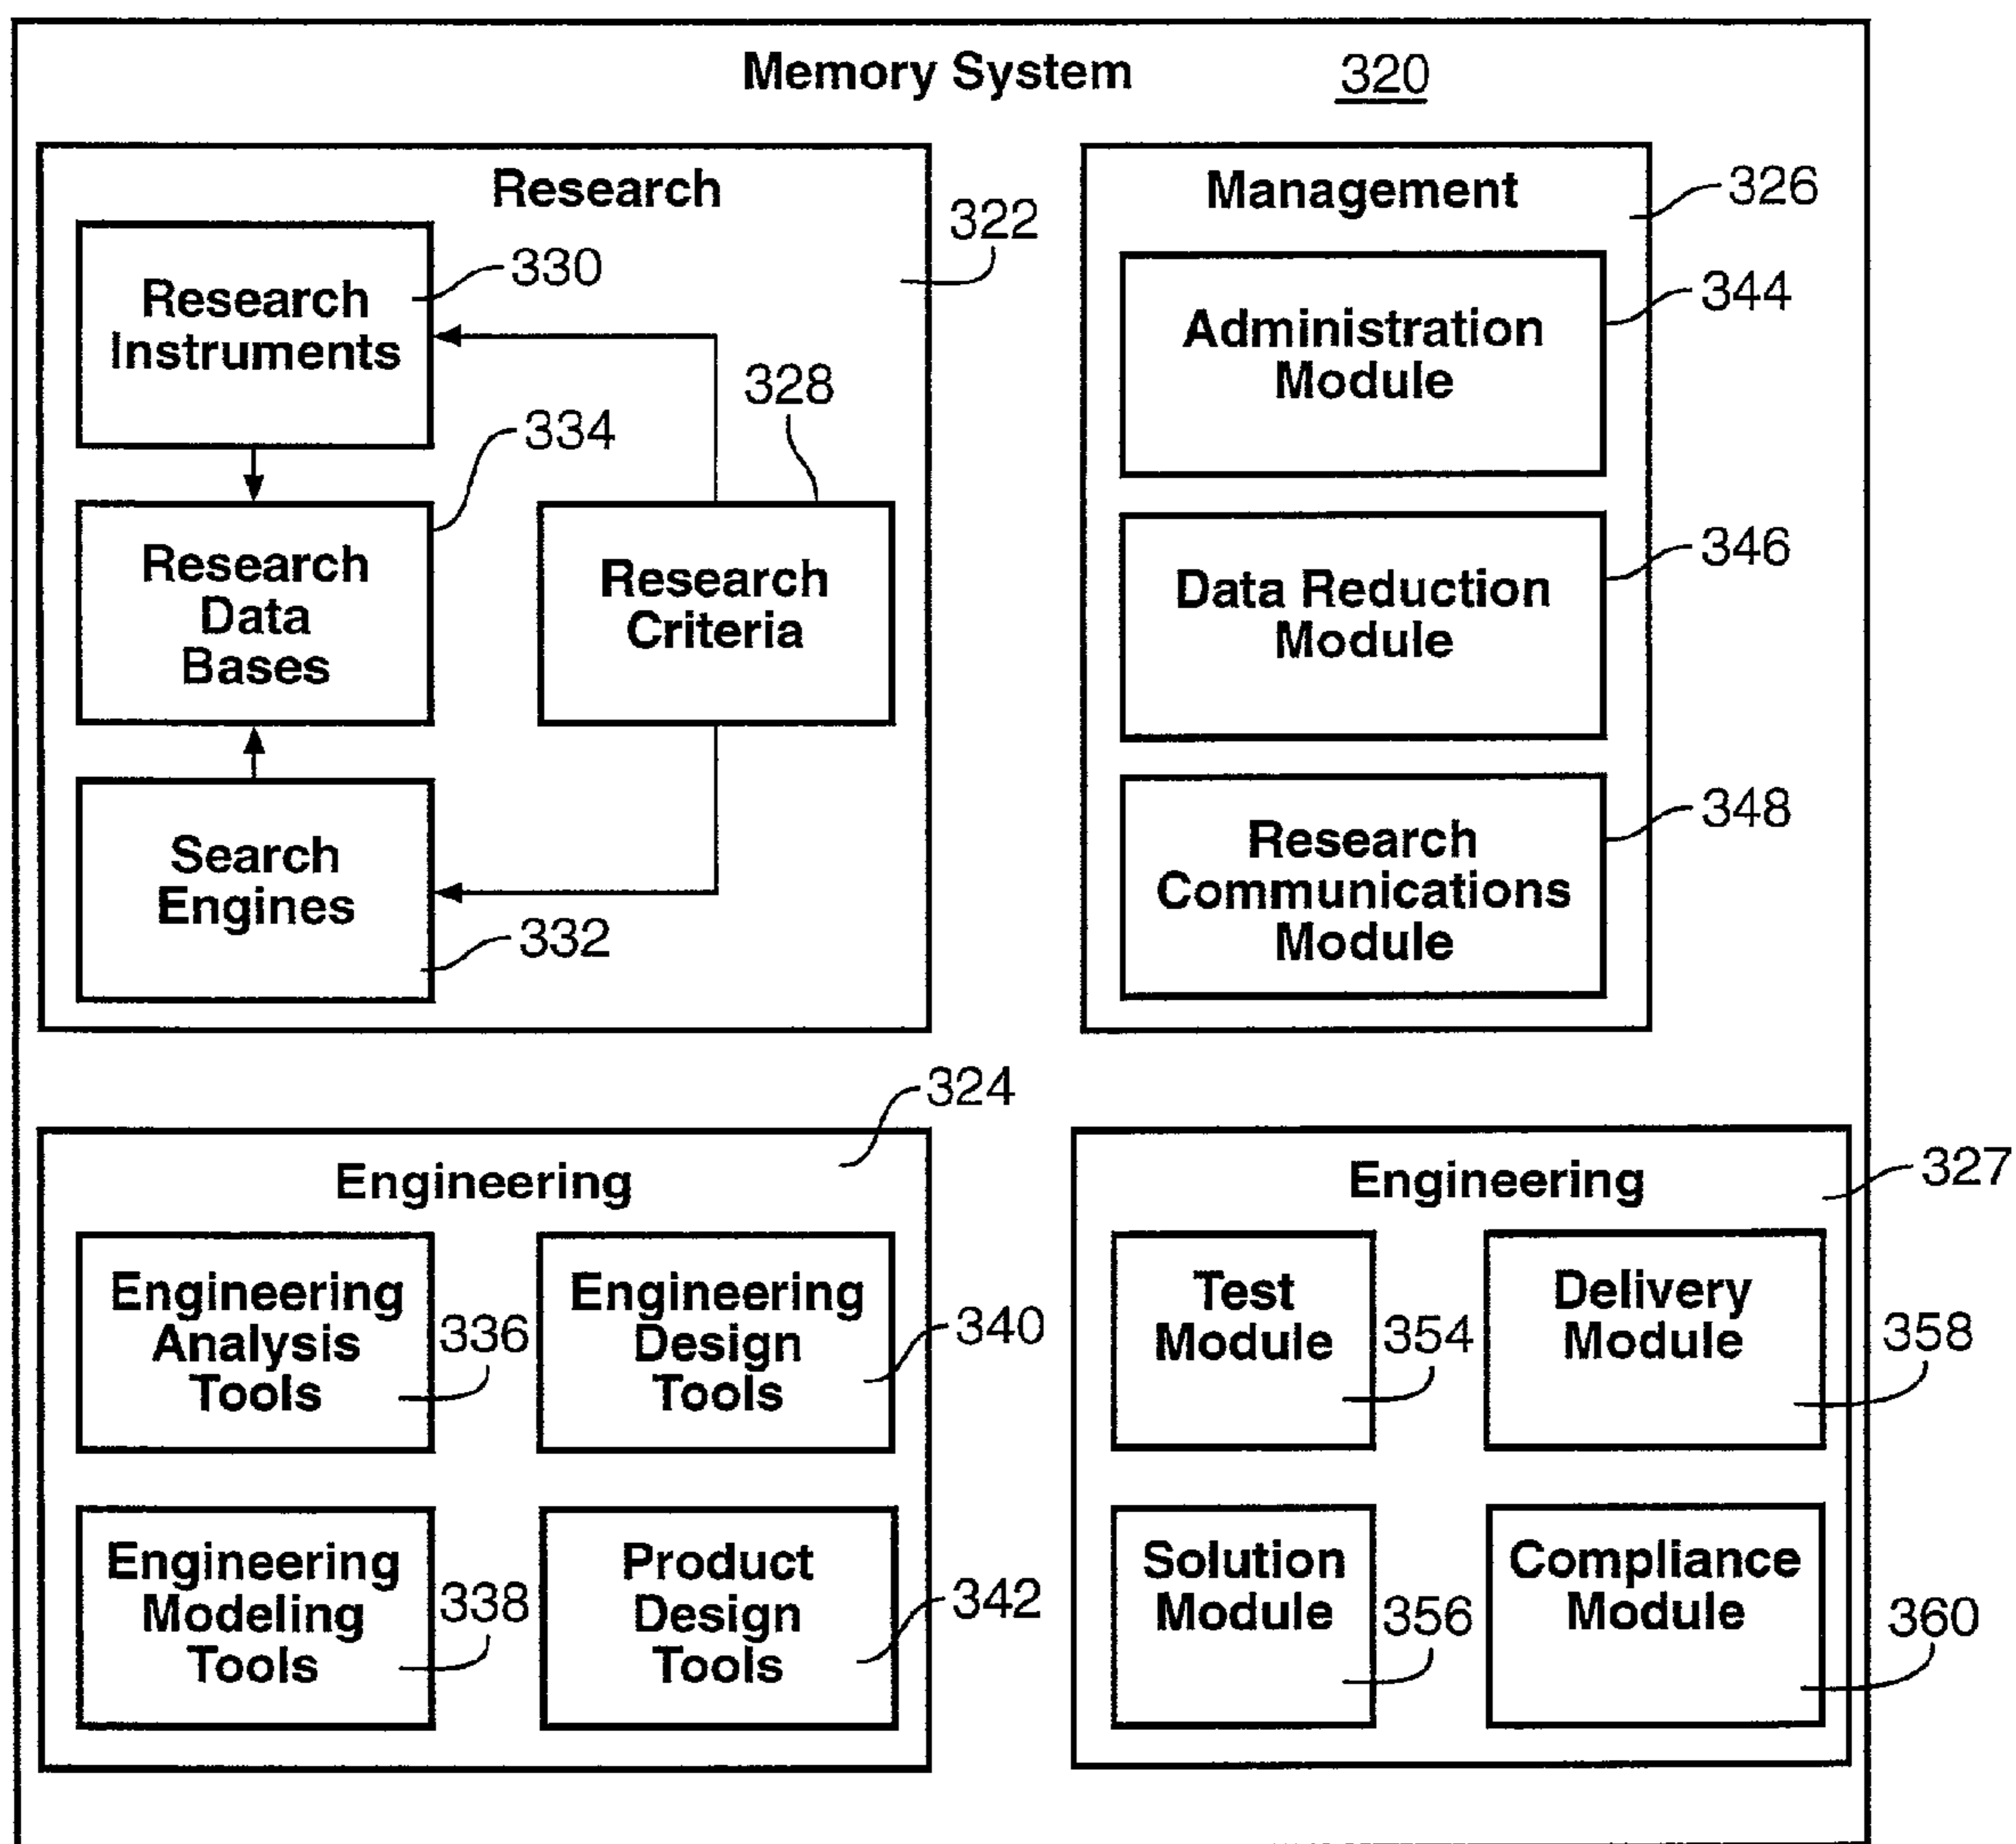 Memory System 320
Research
322
Research
Instruments
330
328
334
Research
Data
Bases
Research
Criteria
Search
Engines
332
Management
326
Administration
Module
344
Data Reduction
Module
346
Research
Communications
Module
348
324
Engineering
Engineering
Analysis
Tools
336
Engineering
Design
Tools
340
Engineering
Modeling
Tools
338
Product
Design
Tools
342
Engineering
327
Test
Module
354
Delivery
Module
358
Solution
Module
356
Compliance
Module
360